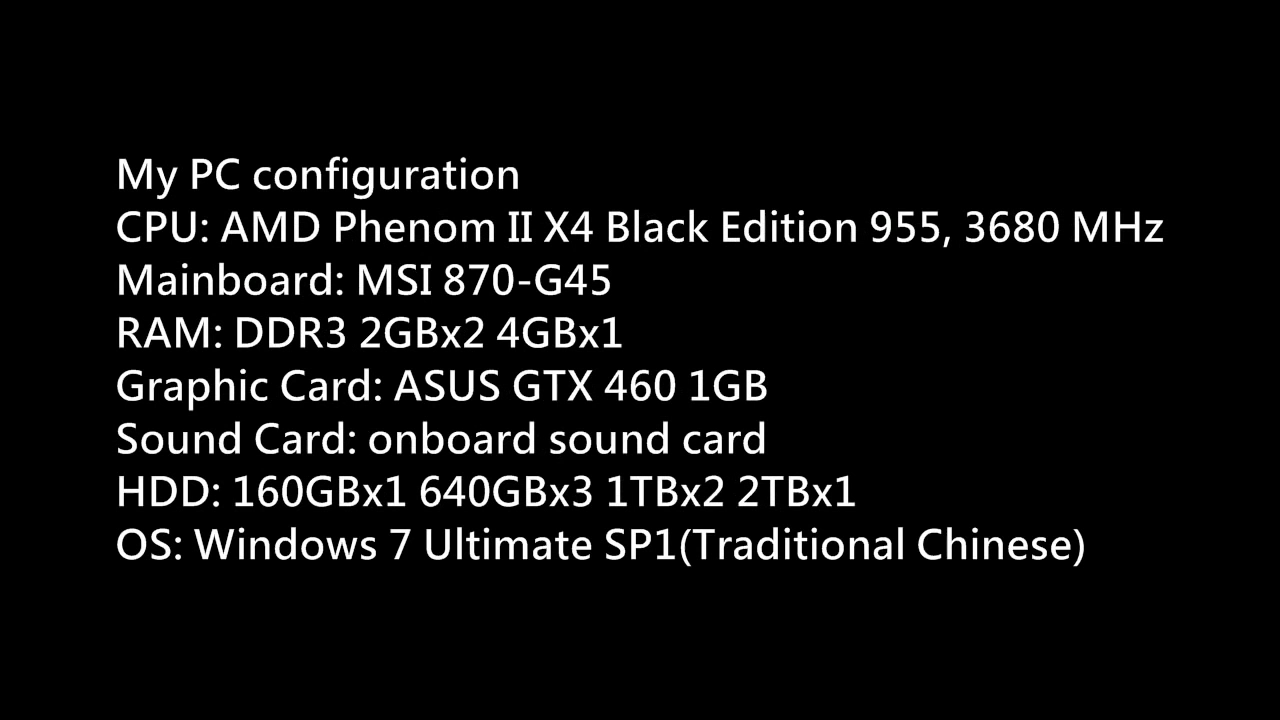 My PC configuration
CPU: AMD Phenom II X4 Black Edition 955, 3680 MHz
Mainboard: MSI 870-G45
RAM: DDR3 2GBx2 4GBx1
Graphic Card: ASUS GTX 460 1GB
Sound Card: onboard sound card
HDD: 160GBx1 640GBx3 1TBx2 2TBx1
OS: Windows 7 Ultimate SP1(Traditional Chinese)